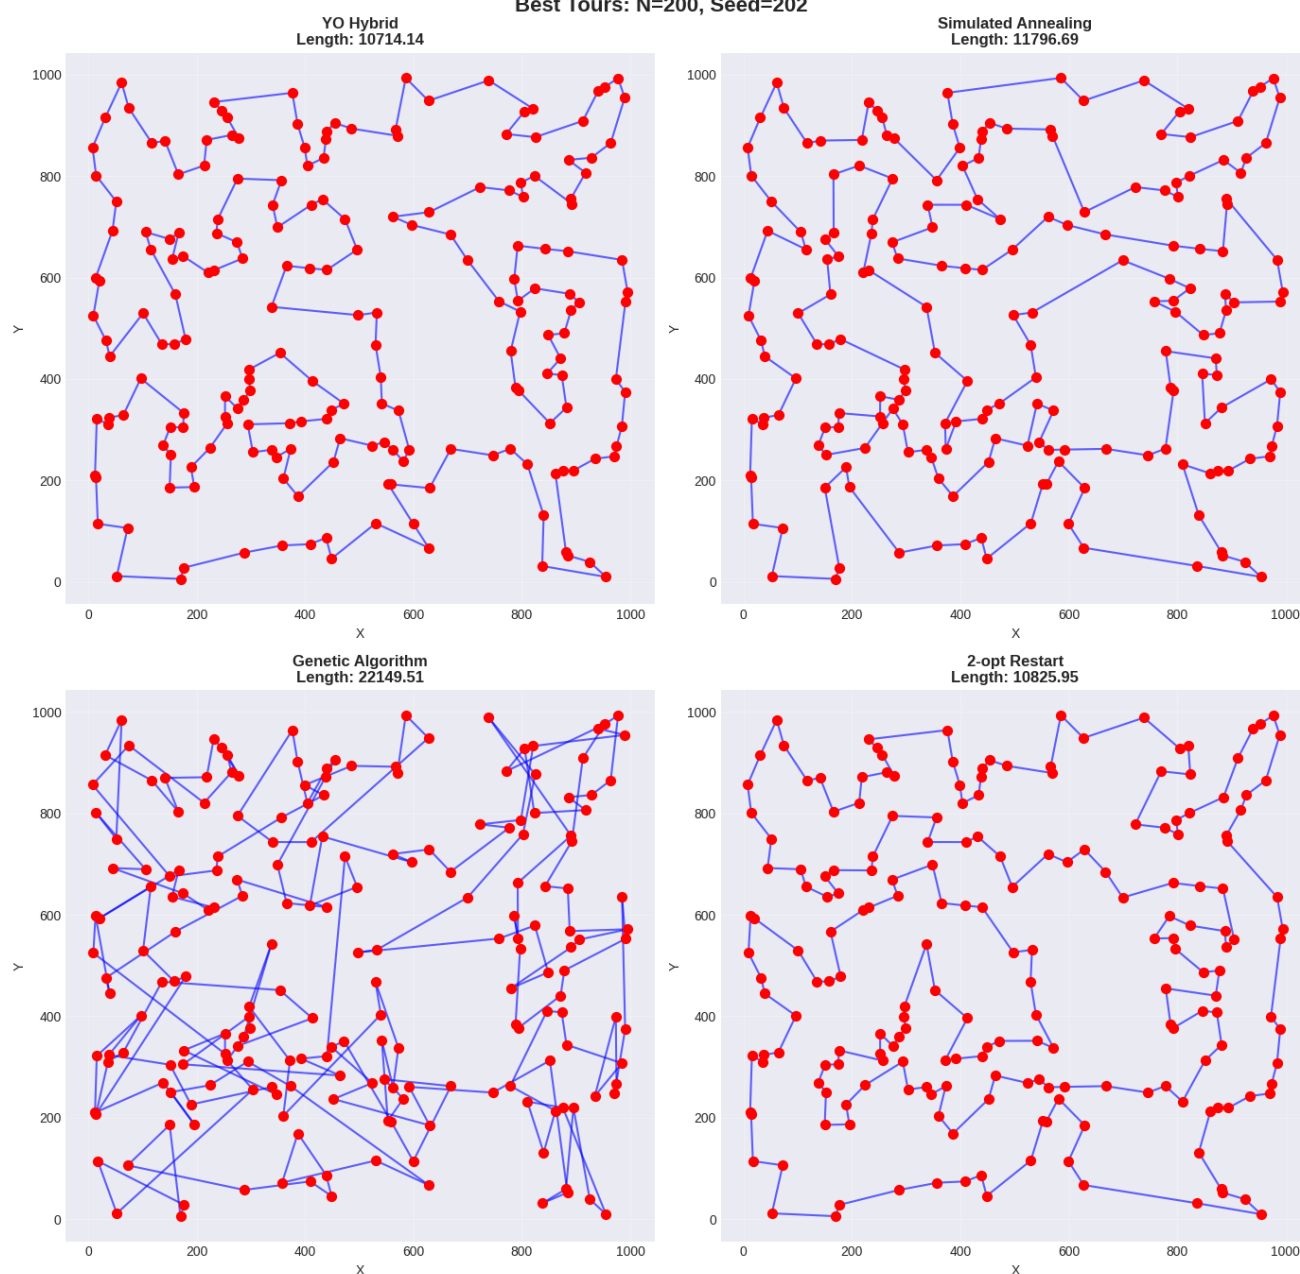 Best Tours: N=200, Seed=202
YO Hybrid
Length: 10714.14
1000
800
600
400
200
0
Y
0 200 400 600 800 1000
X
Simulated Annealing
Length: 11796.69
1000
800
600
400
200
0
Y
0 200 400 600 800 1000
X
Genetic Algorithm
Length: 22149.51
1000
800
600
400
200
0
Y
0 200 400 600 800 1000
X
2-opt Restart
Length: 10825.95
1000
800
600
400
200
0
Y
0 200 400 600 800 1000
X